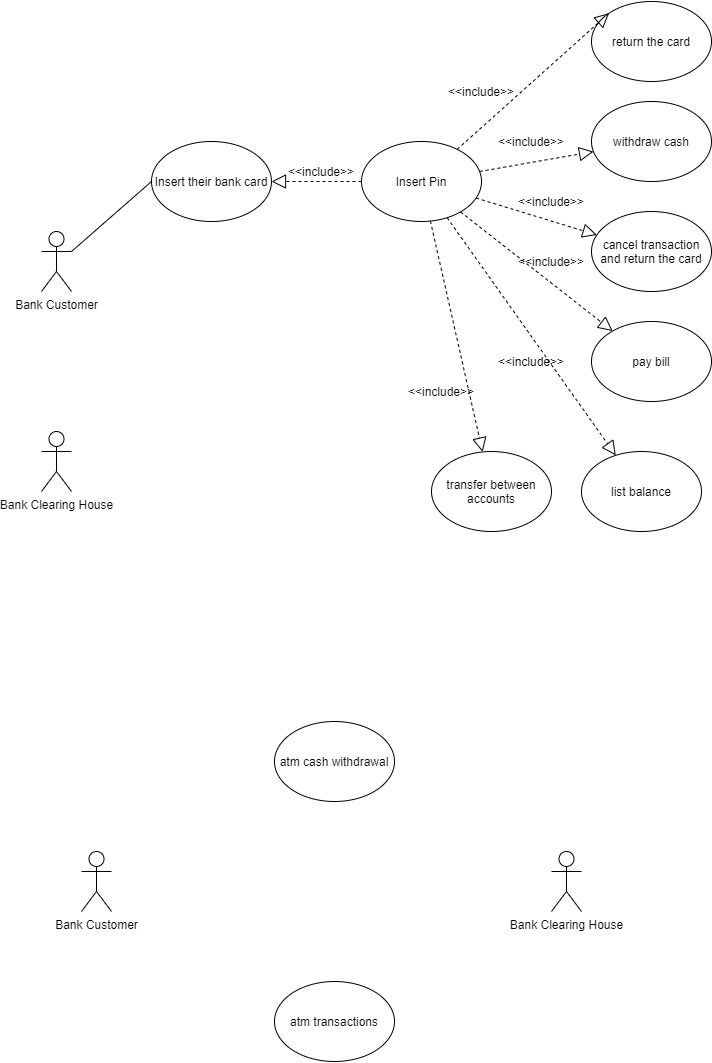 return the card
<<include>>
withdraw cash
<<include>>
<<include>>
Insert their bank card
Insert Pin
<<include>>
cancel transaction
and return the card
<<include>>
Bank Customer
<<include>>
pay bill
<<include>>
transfer between
accounts
list balance
Bank Clearing House
atm cash withdrawal
Bank Customer
Bank Clearing House
atm transactions